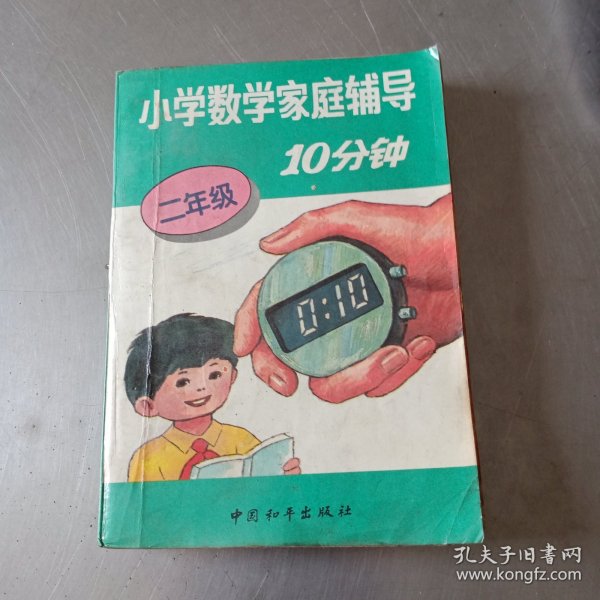 小学数学家庭辅导
10分钟
二年级
0:10
中国和平出版社
孔夫子旧书网
www.kongfz.com